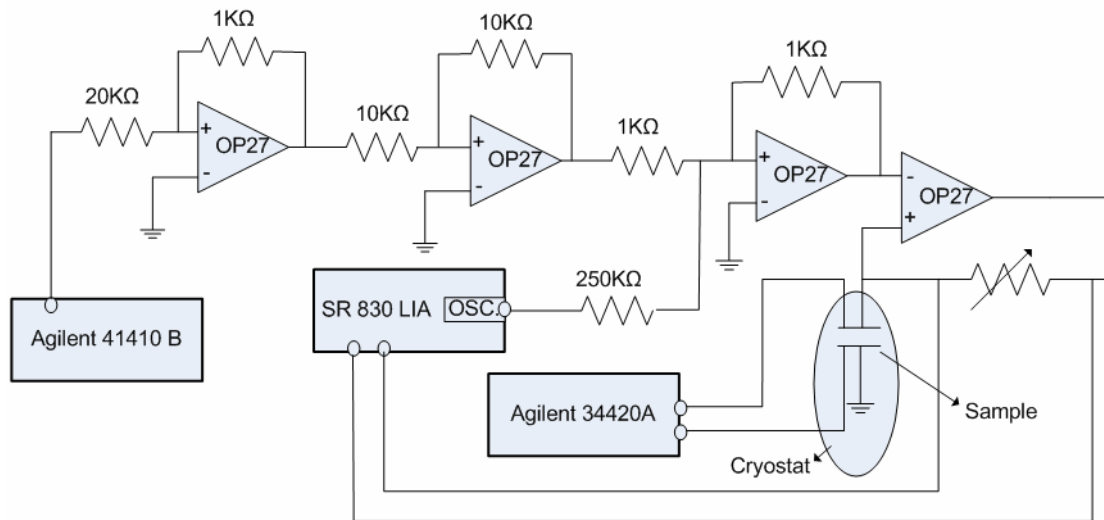 1KΩ
10KΩ
1KΩ
20KΩ
10KΩ
1KΩ
+
OP27
-
+
OP27
-
+
OP27
-
-
OP27
+
250KΩ
SR 830 LIA
OSC.
Agilent 41410 B
Agilent 34420A
Sample
Cryostat